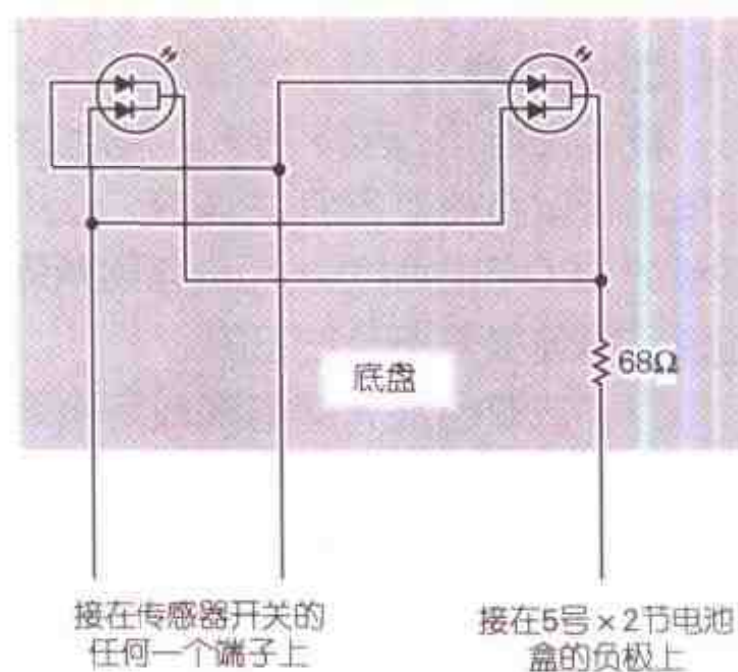 68Ω
底盘
接在传感器开关的
任何一个端子上
接在5号×2节电池
盒的负极上